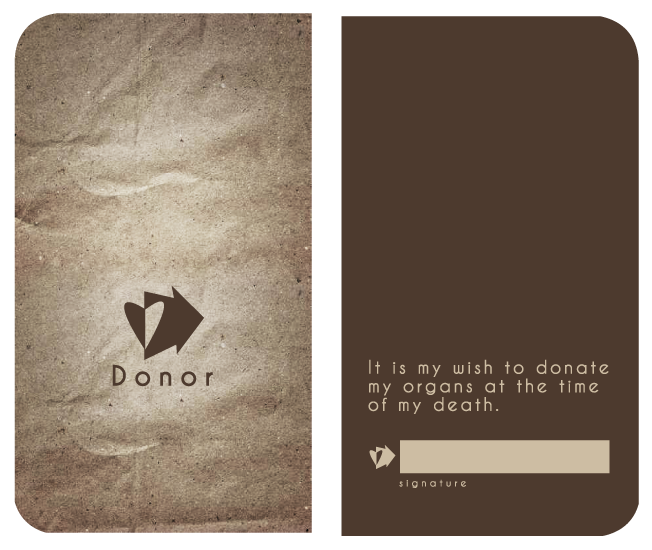 Donor
It is my wish to donate
my organs at the time
of my death.
signature